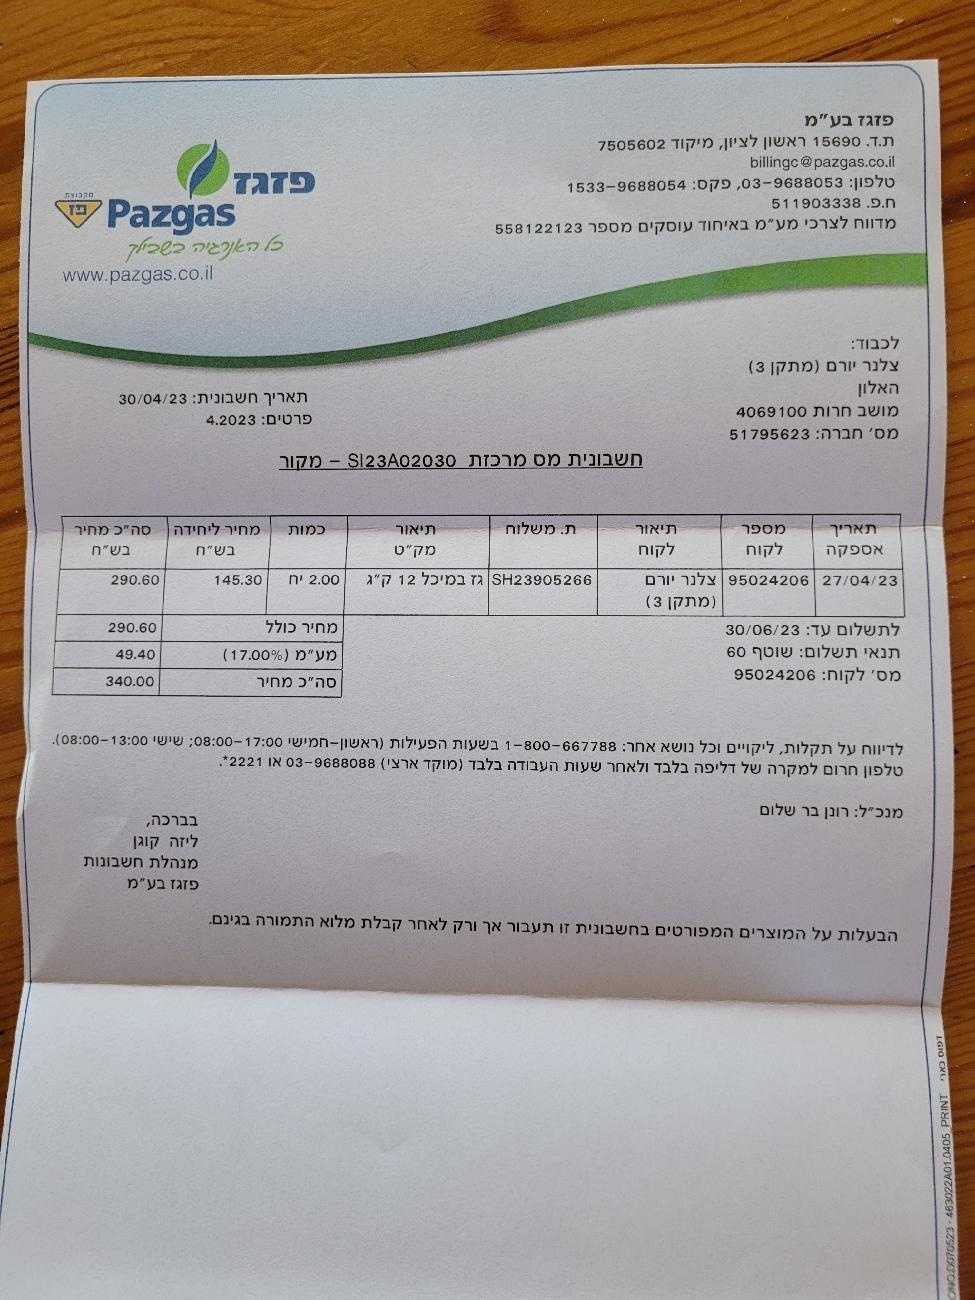 פזגז בע"מ
ת.ד. 15690 ראשון לציון, מיקוד 7505602
billingc@pazgas.co.il
טלפון: 03-9688053, פקס: 1533-9688054
ח.פ. 511903338
מדווח לצרכי מע"מ באיחוד עוסקים מספר 558122123
פזגז
קבוצת
פז
Pazgas
כל האנרגיה בשבילך
www.pazgas.co.il
לכבוד:
צלנר יורם (מתקן 3)
האלון
מושב חרות 4069100
מס' חברה: 51795623
תאריך חשבונית: 30/04/23
פרטים: 4.2023
חשבונית מס מרכזת SI23A02030 - מקור
תאריך אספקה מספר לקוח תיאור לקוח ת. משלוח תיאור מק"ט כמות מחיר ליחידה בש"ח סה"כ מחיר בש"ח
27/04/23 95024206 צלנר יורם (מתקן 3) SH23905266 גז במיכל 12 ק"ג 2.00 יח 145.30 290.60
מחיר כולל 290.60
מע"מ (17.00%) 49.40
סה"כ מחיר 340.00
לתשלום עד: 30/06/23
תנאי תשלום: שוטף 60
מס' לקוח: 95024206
לדיווח על תקלות, ליקויים וכל נושא אחר: 1-800-667788 בשעות הפעילות (ראשון-חמישי 08:00-17:00; שישי 08:00-13:00).
טלפון חרום למקרה של דליפה בלבד ולאחר שעות העבודה בלבד (מוקד ארצי) 03-9688088 או 2221*.
מנכ"ל: רונן בר שלום
בברכה,
ליזה קוגן
מנהלת חשבונות
פזגז בע"מ
הבעלות על המוצרים המפורטים בחשבונית זו תעבור אך ורק לאחר קבלת מלוא התמורה בגינם.
דפוס בארי
463022A01.0405 PRINT